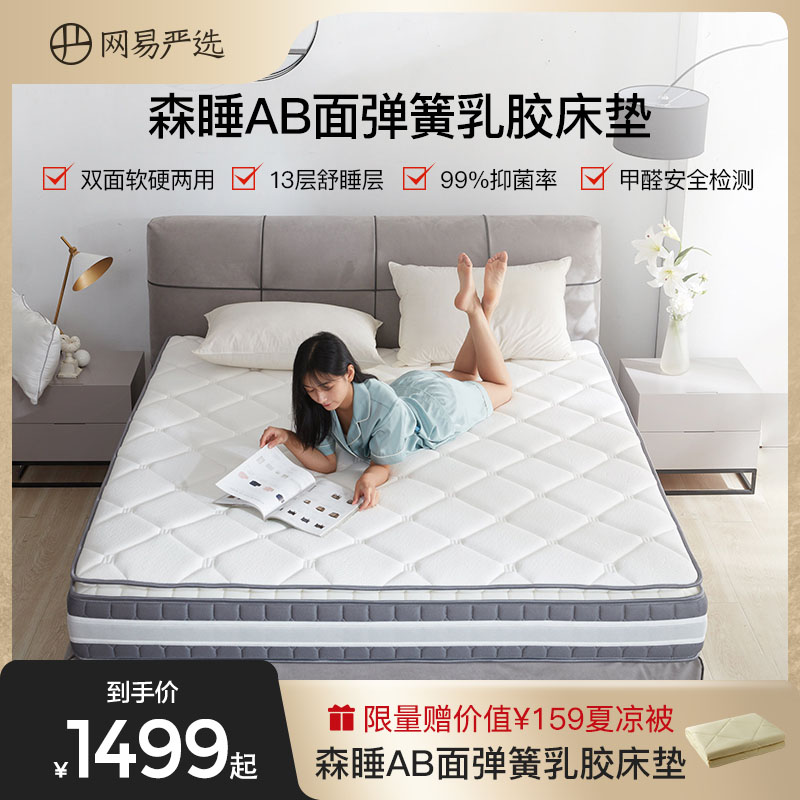 网易严选
森睡AB面弹簧乳胶床垫
双面软硬两用 13层舒睡层 99%抑菌率 甲醛安全检测
到手价
¥1499起
限量赠价值¥159夏凉被
森睡AB面弹簧乳胶床垫